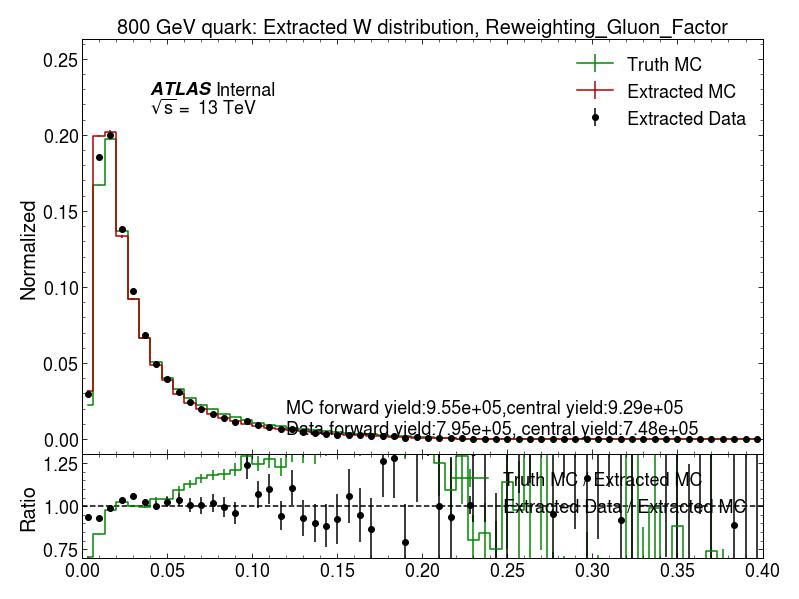 800 GeV quark: Extracted W distribution, Reweighting_Gluon_Factor
0.25
0.20
0.15
0.10
0.05
0.00
Normalized
ATLAS Internal
√s = 13 TeV
Truth MC
Extracted MC
Extracted Data
MC forward yield:9.55e+05,central yield:9.29e+05
Data forward yield:7.95e+05, central yield:7.48e+05
1.25
1.00
0.75
Ratio
Truth MC / Extracted MC
Extracted Data / Extracted MC
0.00 0.05 0.10 0.15 0.20 0.25 0.30 0.35 0.40